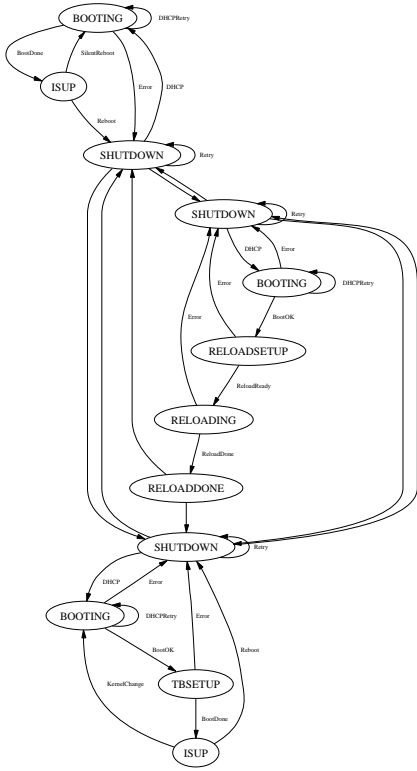 BOOTING
DHCPRetry
BootDone
SilentReboot
ISUP
Error
DHCP
Reboot
SHUTDOWN
Retry
SHUTDOWN
Retry
DHCP
Error
BOOTING
DHCPRetry
Error
BootOK
Error
RELOADSETUP
ReloadReady
RELOADING
ReloadDone
RELOADDONE
SHUTDOWN
Retry
DHCP
Error
BOOTING
DHCPRetry
Error
BootOK
Reboot
KernelChange
TBSETUP
BootDone
ISUP